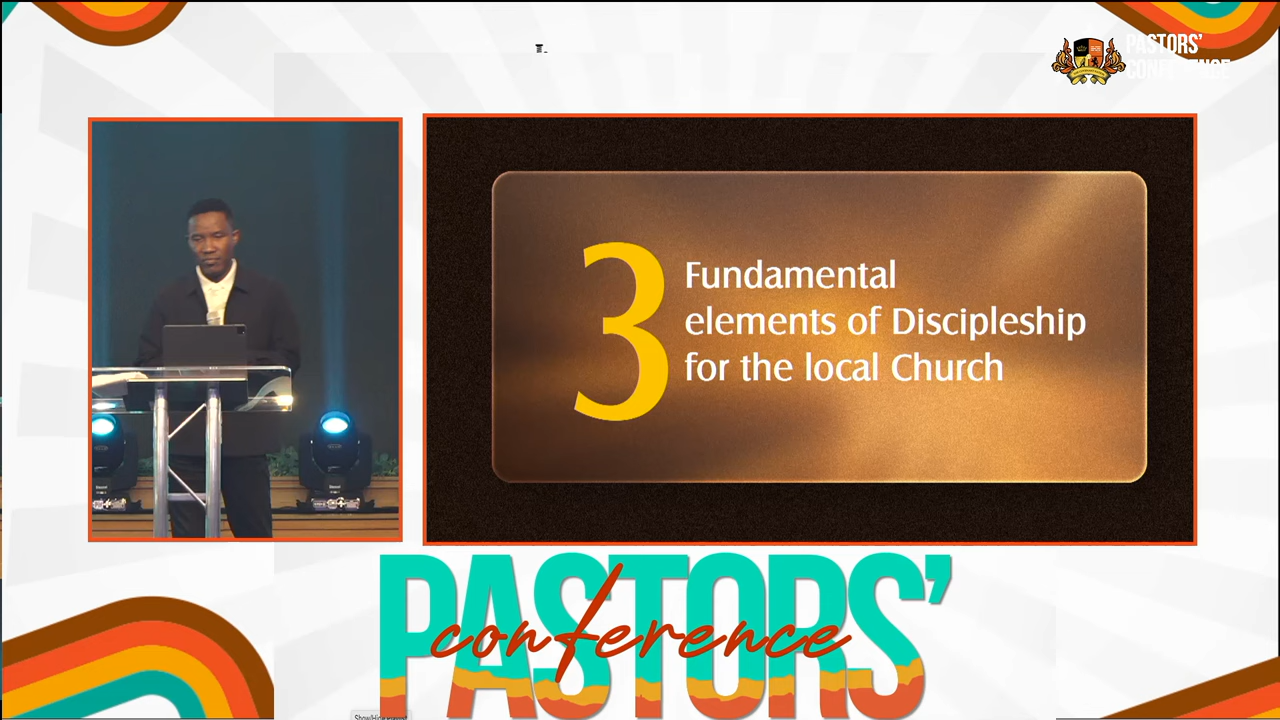 PASTORS'
CONFERENCE
3
Fundamental
elements of Discipleship
for the local Church
PASTORS'
conference